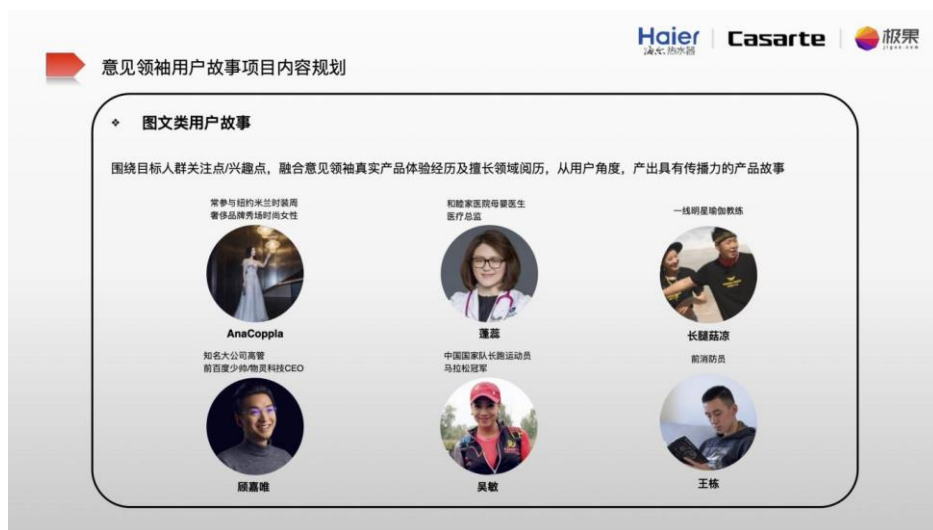 Haier
海尔热水器
Casarte
极果
jiguo.com
意见领袖用户故事项目内容规划
图文类用户故事
围绕目标人群关注点/兴趣点，融合意见领袖真实产品体验经历及擅长领域阅历，从用户角度，产出具有传播力的产品故事
常参与纽约米兰时装周
奢侈品牌秀场时尚女性
AnaCoppla
和睦家医院母婴医生
医疗总监
蓬蕊
一线明星瑜伽教练
长腿菇凉
知名大公司高管
前百度少帅/物灵科技CEO
顾嘉唯
中国国家队长跑运动员
马拉松冠军
吴敏
前消防员
王栋